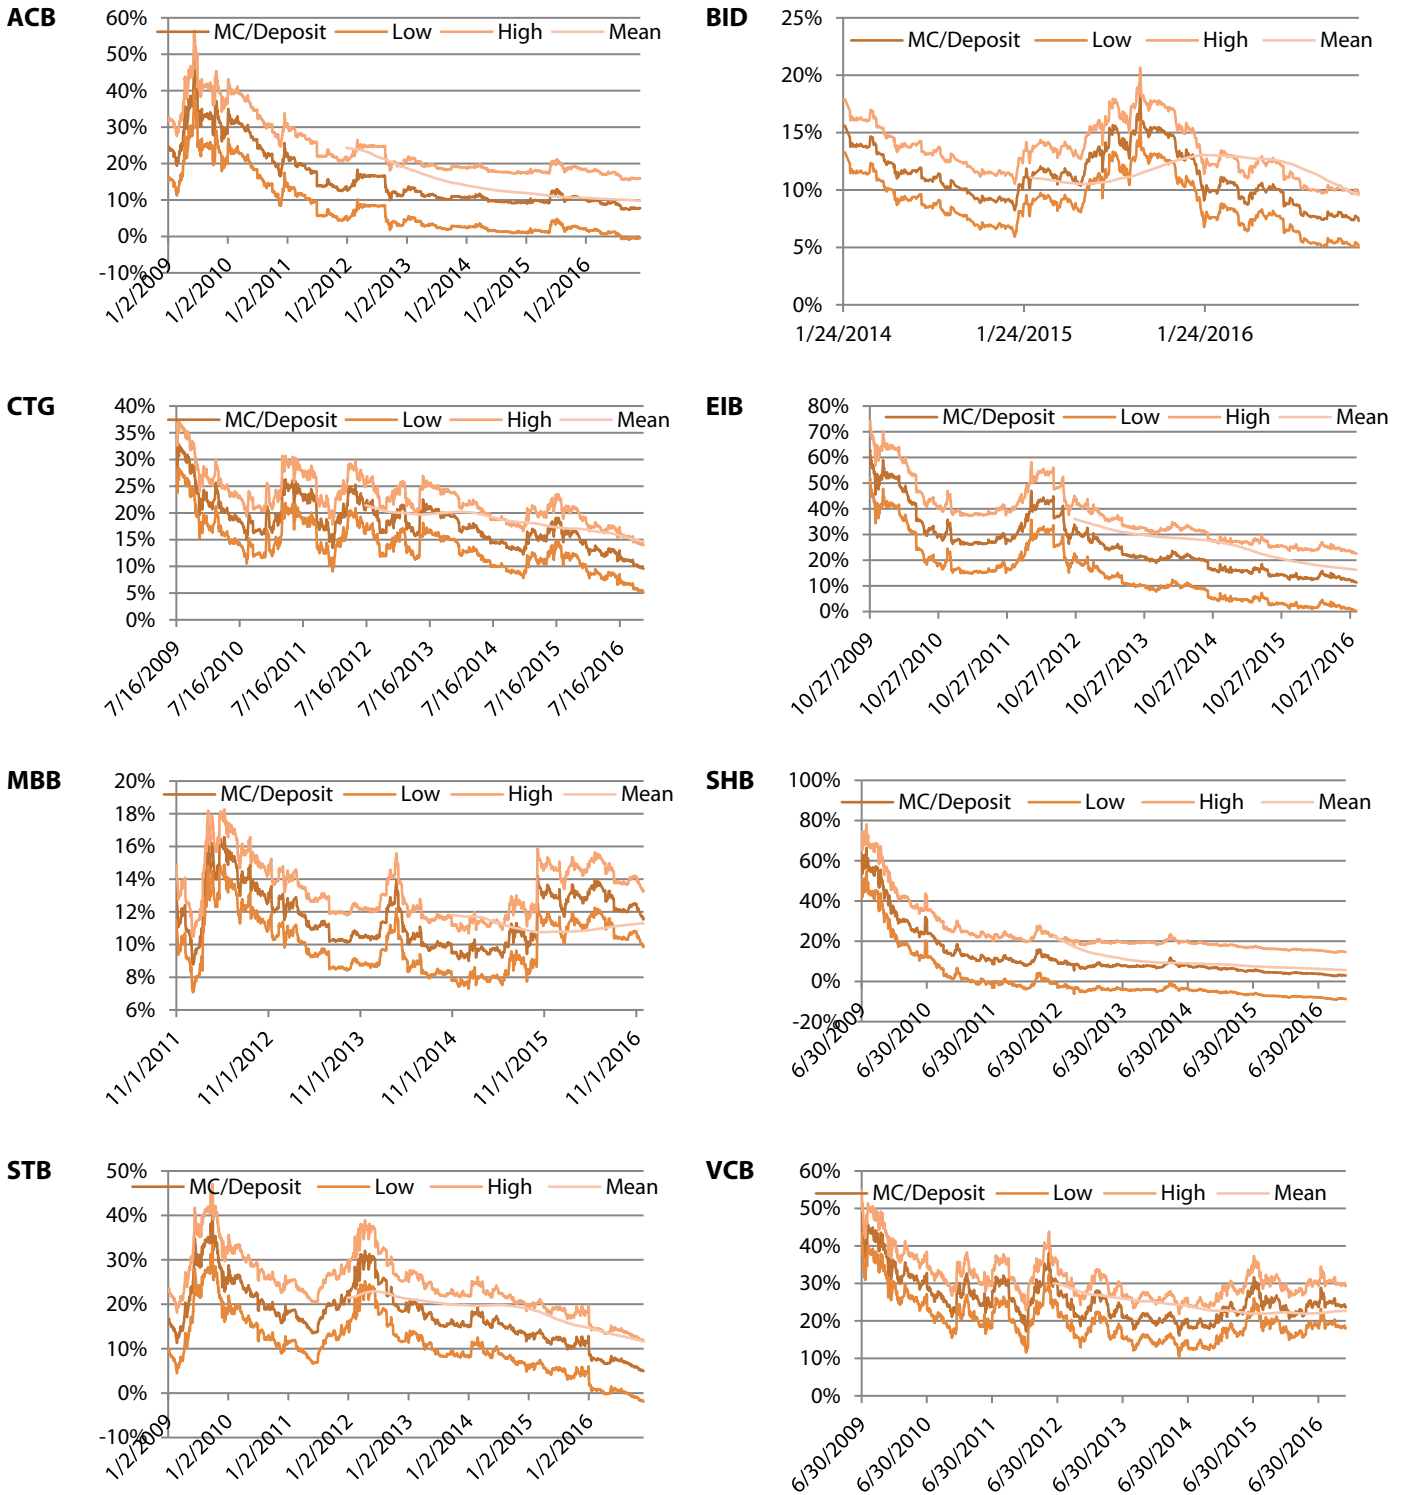 ACB
60%
50%
40%
30%
20%
10%
0%
-10%
MC/Deposit Low High Mean
1/2/2009 1/2/2010 1/2/2011 1/2/2012 1/2/2013 1/2/2014 1/2/2015 1/2/2016
BID
25%
20%
15%
10%
5%
0%
MC/Deposit Low High Mean
1/24/2014 1/24/2015 1/24/2016
CTG
40%
35%
30%
25%
20%
15%
10%
5%
0%
MC/Deposit Low High Mean
7/16/2009 7/16/2010 7/16/2011 7/16/2012 7/16/2013 7/16/2014 7/16/2015 7/16/2016
EIB
80%
70%
60%
50%
40%
30%
20%
10%
0%
MC/Deposit Low High Mean
10/27/2009 10/27/2010 10/27/2011 10/27/2012 10/27/2013 10/27/2014 10/27/2015 10/27/2016
MBB
20%
18%
16%
14%
12%
10%
8%
6%
MC/Deposit Low High Mean
11/1/2011 11/1/2012 11/1/2013 11/1/2014 11/1/2015 11/1/2016
SHB
100%
80%
60%
40%
20%
0%
-20%
MC/Deposit Low High Mean
6/30/2009 6/30/2010 6/30/2011 6/30/2012 6/30/2013 6/30/2014 6/30/2015 6/30/2016
STB
50%
40%
30%
20%
10%
0%
-10%
MC/Deposit Low High Mean
1/2/2009 1/2/2010 1/2/2011 1/2/2012 1/2/2013 1/2/2014 1/2/2015 1/2/2016
VCB
60%
50%
40%
30%
20%
10%
0%
MC/Deposit Low High Mean
6/30/2009 6/30/2010 6/30/2011 6/30/2012 6/30/2013 6/30/2014 6/30/2015 6/30/2016